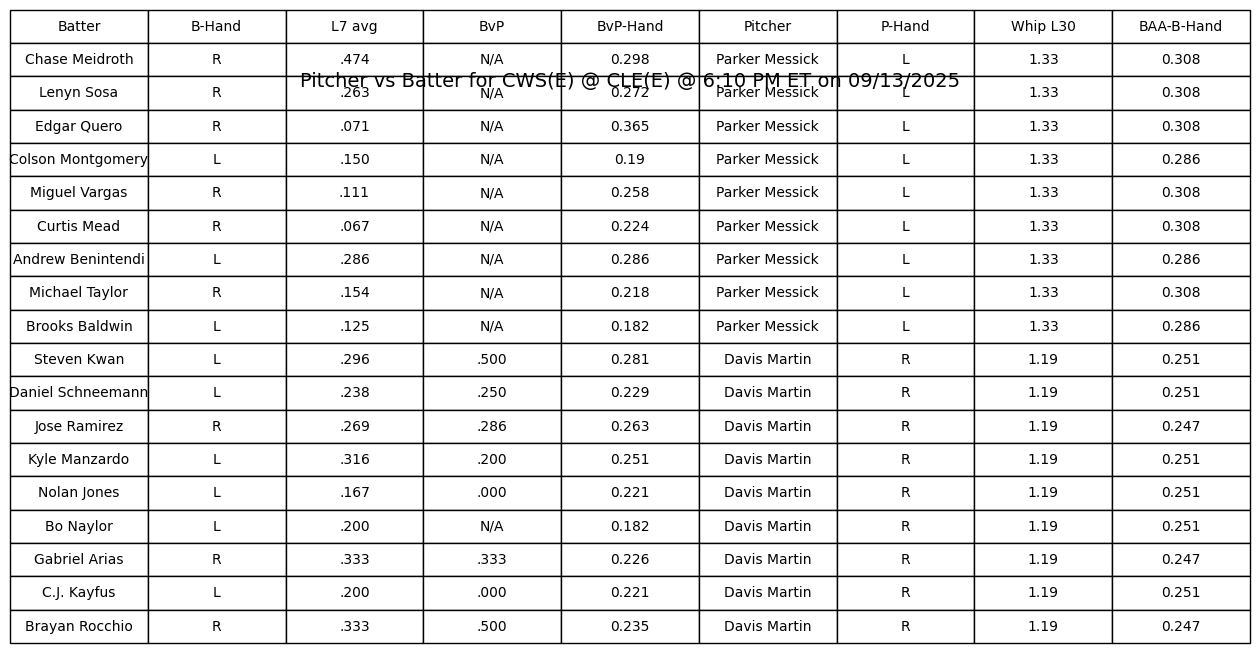 Batter B-Hand L7 avg BvP BvP-Hand Pitcher P-Hand Whip L30 BAA-B-Hand
Chase Meidroth R .474 N/A 0.298 Parker Messick L 1.33 0.308
Pitcher vs Batter for CWS(E) @ CLE(E) @ 6:10 PM ET on 09/13/2025
Lenyn Sosa R .263 N/A 0.272 Parker Messick L 1.33 0.308
Edgar Quero R .071 N/A 0.365 Parker Messick L 1.33 0.308
Colson Montgomery L .150 N/A 0.19 Parker Messick L 1.33 0.286
Miguel Vargas R .111 N/A 0.258 Parker Messick L 1.33 0.308
Curtis Mead R .067 N/A 0.224 Parker Messick L 1.33 0.308
Andrew Benintendi L .286 N/A 0.286 Parker Messick L 1.33 0.286
Michael Taylor R .154 N/A 0.218 Parker Messick L 1.33 0.308
Brooks Baldwin L .125 N/A 0.182 Parker Messick L 1.33 0.286
Steven Kwan L .296 .500 0.281 Davis Martin R 1.19 0.251
Daniel Schneemann L .238 .250 0.229 Davis Martin R 1.19 0.251
Jose Ramirez R .269 .286 0.263 Davis Martin R 1.19 0.247
Kyle Manzardo L .316 .200 0.251 Davis Martin R 1.19 0.251
Nolan Jones L .167 .000 0.221 Davis Martin R 1.19 0.251
Bo Naylor L .200 N/A 0.182 Davis Martin R 1.19 0.251
Gabriel Arias R .333 .333 0.226 Davis Martin R 1.19 0.247
C.J. Kayfus L .200 .000 0.221 Davis Martin R 1.19 0.251
Brayan Rocchio R .333 .500 0.235 Davis Martin R 1.19 0.247